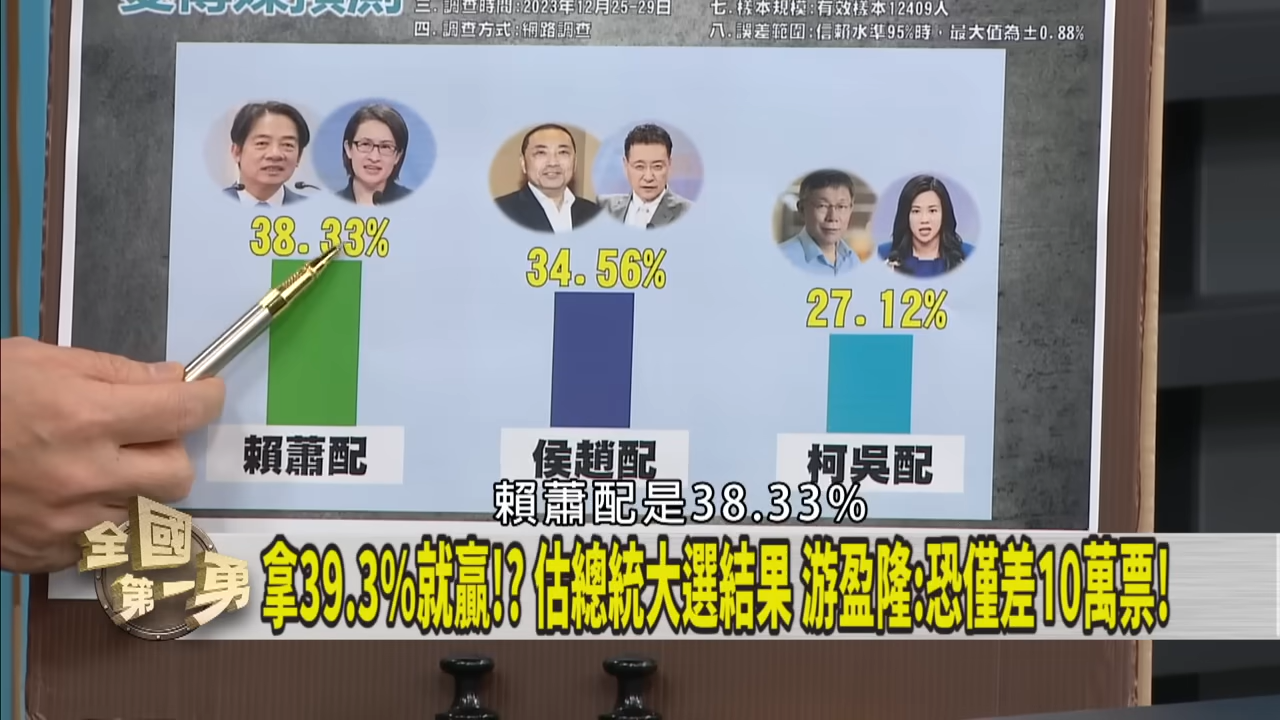 三、調查時間:2023年12月25-29日
四、調查方式:網路調查
七、樣本規模:有效樣本12409人
八、誤差範圍:信賴水準95%時，最大值為±0.88%
38.33%
34.56%
27.12%
賴蕭配
侯趙配
柯吳配
賴蕭配是38.33%
全國第一勇
拿39.3%就贏!? 估總統大選結果 游盈隆:恐僅差10萬票!